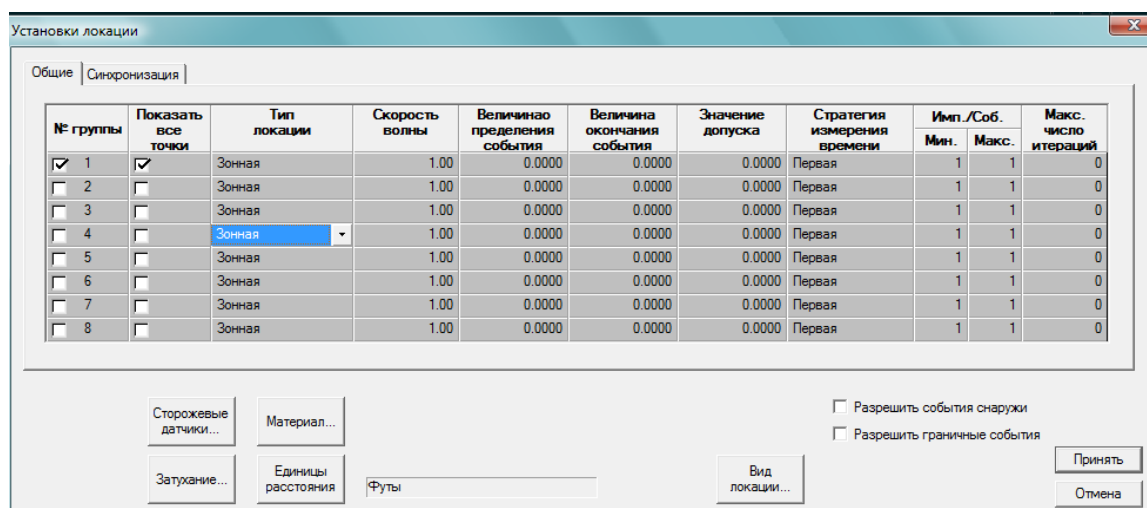 Установки локации
Общие Синхронизация
№ группы Показать все точки Тип локации Скорость волны Величинао пределения события Величина окончания события Значение допуска Стратегия измерения времени Имп./Соб. Мин. Макс. Макс. число итераций
1 Зонная 1.00 0.0000 0.0000 0.0000 Первая 1 1 0
2 Зонная 1.00 0.0000 0.0000 0.0000 Первая 1 1 0
3 Зонная 1.00 0.0000 0.0000 0.0000 Первая 1 1 0
4 Зонная 1.00 0.0000 0.0000 0.0000 Первая 1 1 0
5 Зонная 1.00 0.0000 0.0000 0.0000 Первая 1 1 0
6 Зонная 1.00 0.0000 0.0000 0.0000 Первая 1 1 0
7 Зонная 1.00 0.0000 0.0000 0.0000 Первая 1 1 0
8 Зонная 1.00 0.0000 0.0000 0.0000 Первая 1 1 0
Сторожевые
датчики...
Материал...
Разрешить события снаружи
Разрешить граничные события
Затухание...
Единицы
расстояния
Футы
Вид
локации...
Принять
Отмена